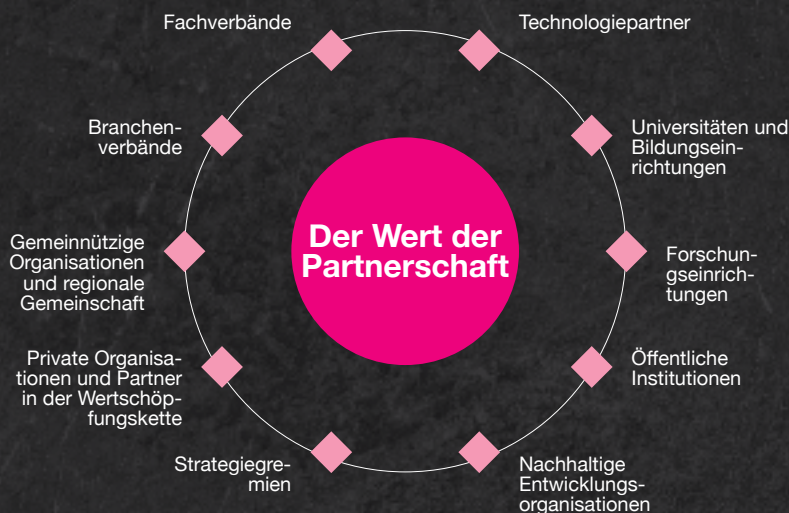 Fachverbände
Technologiepartner
Branchen-
verbände
Universitäten und
Bildungsein-
richtungen
Der Wert der
Partnerschaft
Gemeinnützige
Organisationen
und regionale
Gemeinschaft
Forschun-
gseinrich-
tungen
Private Organisa-
tionen und Partner
in der Wertschöp-
fungskette
Öffentliche
Institutionen
Strategiegre-
mien
Nachhaltige
Entwicklungs-
organisationen